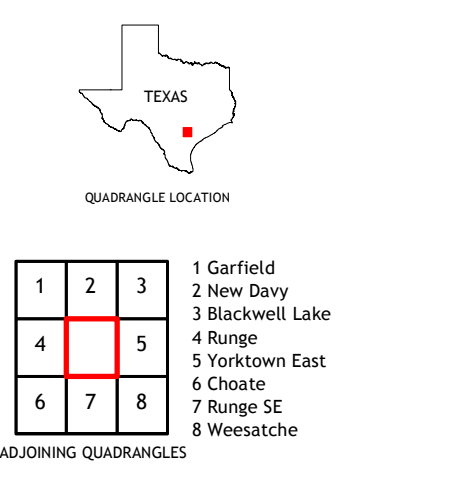 TEXAS
QUADRANGLE LOCATION
1 2 3
4 5
6 7 8
ADJOINING QUADRANGLES
1 Garfield
2 New Davy
3 Blackwell Lake
4 Runge
5 Yorktown East
6 Choate
7 Runge SE
8 Weesatche